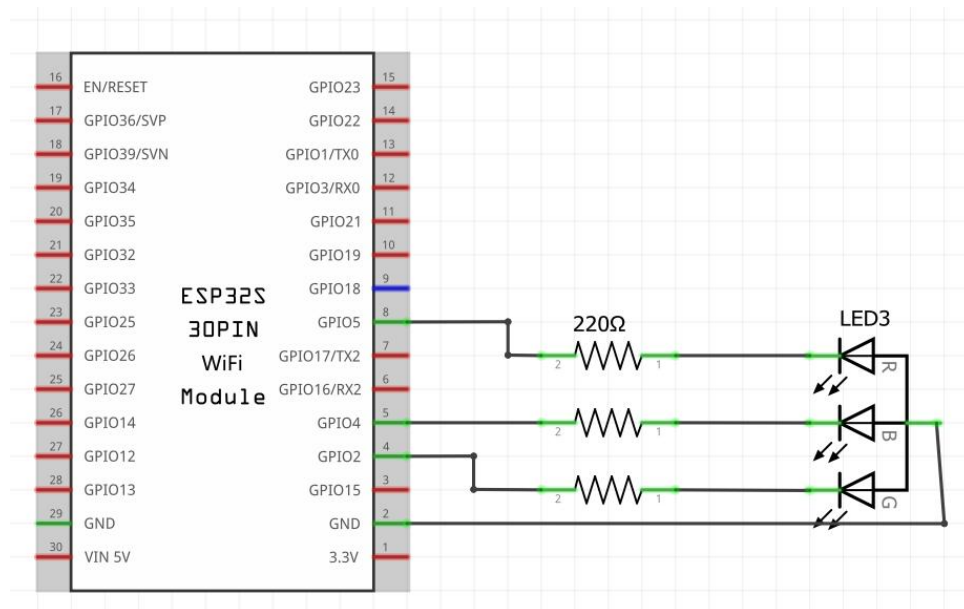 16 EN/RESET GPIO23 15
17 GPIO36/SVP GPIO22 14
18 GPIO39/SVN GPIO1/TX0 13
19 GPIO34 GPIO3/RX0 12
20 GPIO35 GPIO21 11
21 GPIO32 GPIO19 10
22 GPIO33 GPIO18 9
23 GPIO25 GPIO5 8
24 GPIO26 GPIO17/TX2 7
25 GPIO27 GPIO16/RX2 6
26 GPIO14 GPIO4 5
27 GPIO12 GPIO2 4
28 GPIO13 GPIO15 3
29 GND GND 2
30 VIN 5V 3.3V 1
ESP32S
30PIN
WiFi
Module
220Ω
2 1
2 1
2 1
LED3
R
B
G